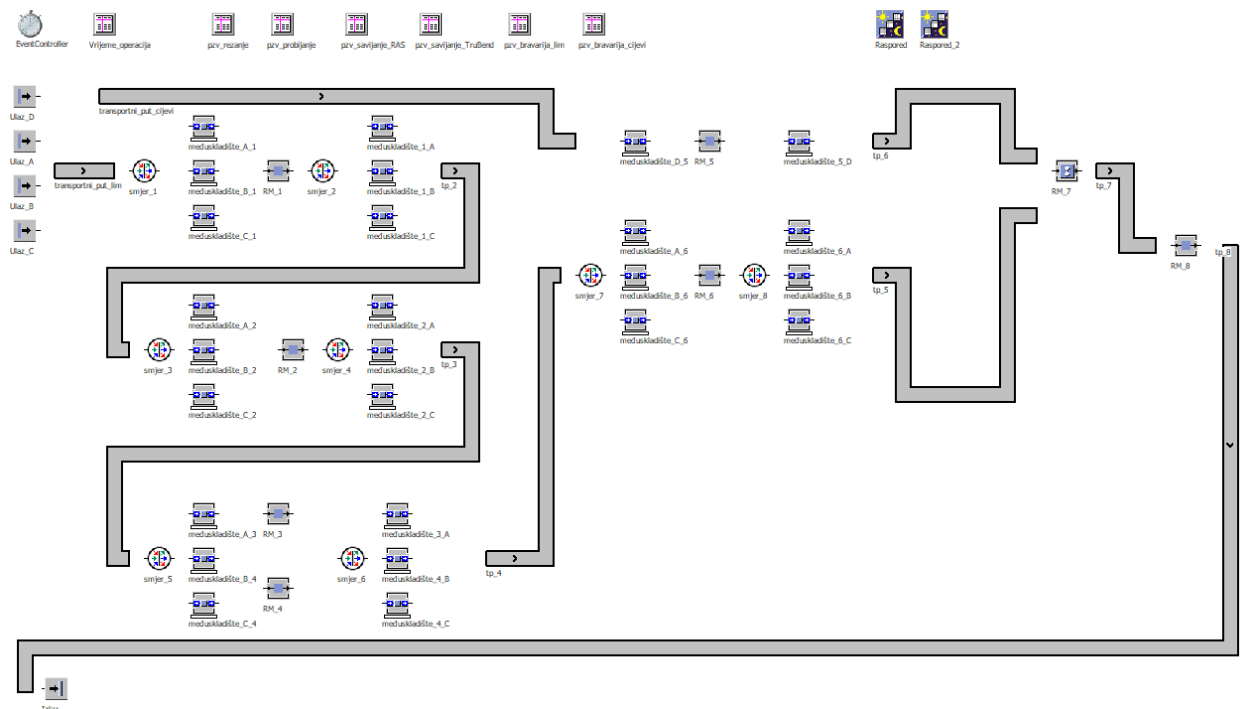 EventController
Vrijeme_operacija
pzv_rezanje
pzv_probijanje
pzv_savijanje_RAS
pzv_savijanje_TruBend
pzv_bravarija_lim
pzv_bravarija_cijevi
Raspored
Raspored_2
Ulaz_D
transportni_put_cijevi
Ulaz_A
međuskladište_A_1
međuskladište_1_A
međuskladište_D_5
RM_5
međuskladište_5_D
tp_6
transportni_put_lim
smjer_1
međuskladište_B_1
RM_1
smjer_2
međuskladište_1_B
tp_2
RM_7
tp_7
Ulaz_B
Ulaz_C
međuskladište_C_1
međuskladište_1_C
međuskladište_A_6
međuskladište_6_A
RM_8
tp_8
smjer_7
međuskladište_B_6
RM_6
smjer_8
međuskladište_6_B
tp_5
međuskladište_A_2
međuskladište_2_A
međuskladište_C_6
međuskladište_6_C
smjer_3
međuskladište_B_2
RM_2
smjer_4
međuskladište_2_B
tp_3
međuskladište_C_2
međuskladište_2_C
međuskladište_A_3
RM_3
međuskladište_3_A
smjer_5
međuskladište_B_4
smjer_6
međuskladište_4_B
tp_4
RM_4
međuskladište_C_4
međuskladište_4_C